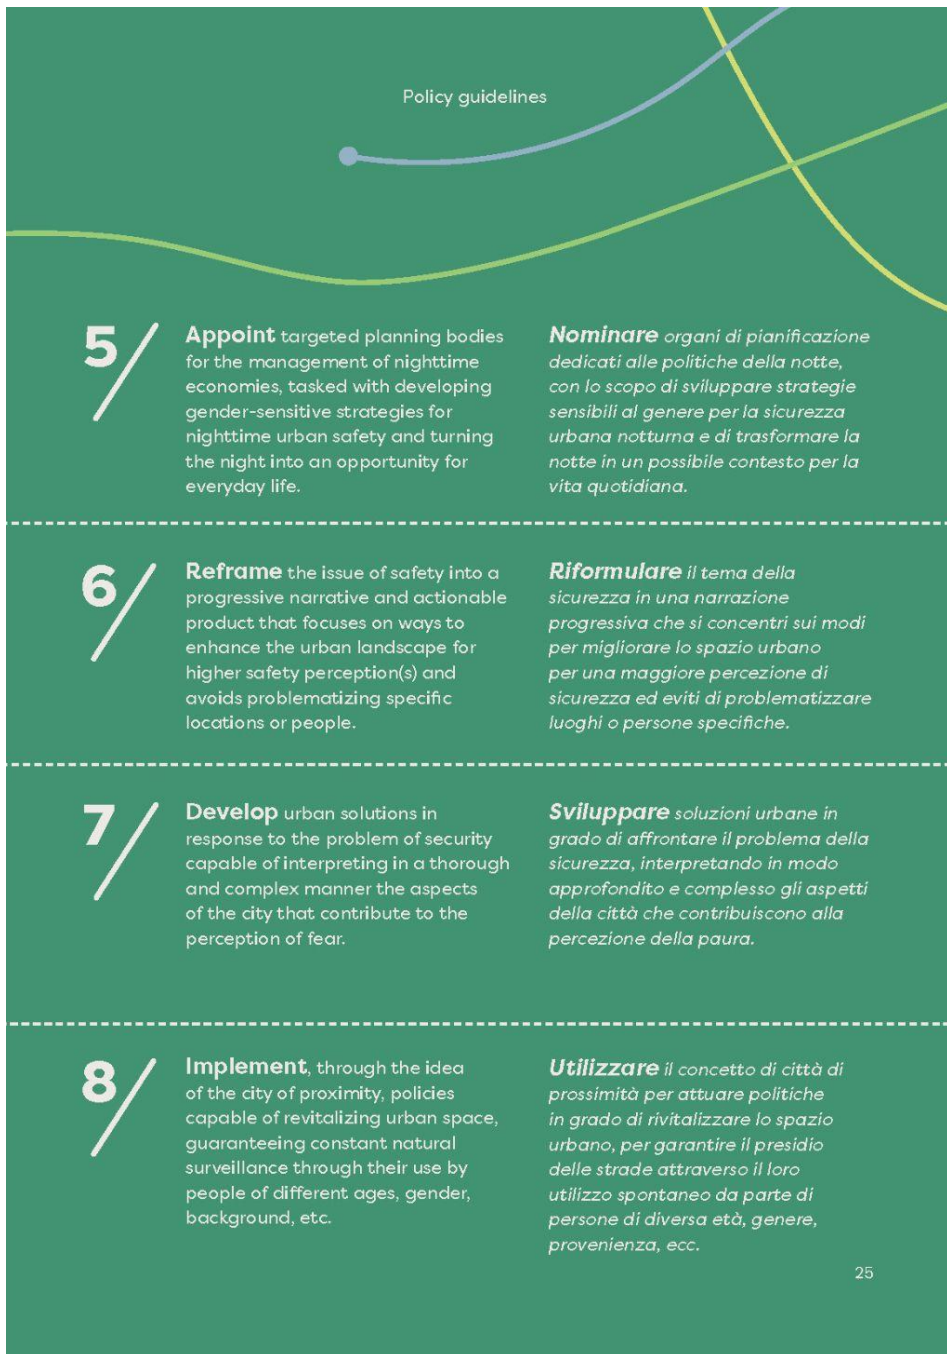 Policy guidelines
5/
Appoint targeted planning bodies
for the management of nighttime
economies, tasked with developing
gender-sensitive strategies for
nighttime urban safety and turning
the night into an opportunity for
everyday life.
Nominare organi di pianificazione
dedicati alle politiche della notte,
con lo scopo di sviluppare strategie
sensibili al genere per la sicurezza
urbana notturna e di trasformare la
notte in un possibile contesto per la
vita quotidiana.
6/
Reframe the issue of safety into a
progressive narrative and actionable
product that focuses on ways to
enhance the urban landscape for
higher safety perception(s) and
avoids problematizing specific
locations or people.
Riformulare il tema della
sicurezza in una narrazione
progressiva che si concentri sui modi
per migliorare lo spazio urbano
per una maggiore percezione di
sicurezza ed eviti di problematizzare
luoghi o persone specifiche.
7/
Develop urban solutions in
response to the problem of security
capable of interpreting in a thorough
and complex manner the aspects
of the city that contribute to the
perception of fear.
Sviluppare soluzioni urbane in
grado di affrontare il problema della
sicurezza, interpretando in modo
approfondito e complesso gli aspetti
della città che contribuiscono alla
percezione della paura.
8/
Implement, through the idea
of the city of proximity, policies
capable of revitalizing urban space,
guaranteeing constant natural
surveillance through their use by
people of different ages, gender,
background, etc.
Utilizzare il concetto di città di
prossimità per attuare politiche
in grado di rivitalizzare lo spazio
urbano, per garantire il presidio
delle strade attraverso il loro
utilizzo spontaneo da parte di
persone di diversa età, genere,
provenienza, ecc.
25